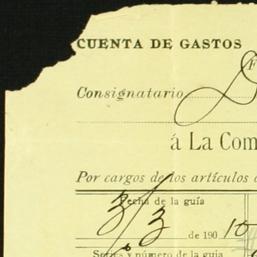 CUENTA DE GASTOS
Consignatario
á La Com
Por cargos de los artículos
Fecha de la guía
3/3 de 190 10
Series y número de la guía